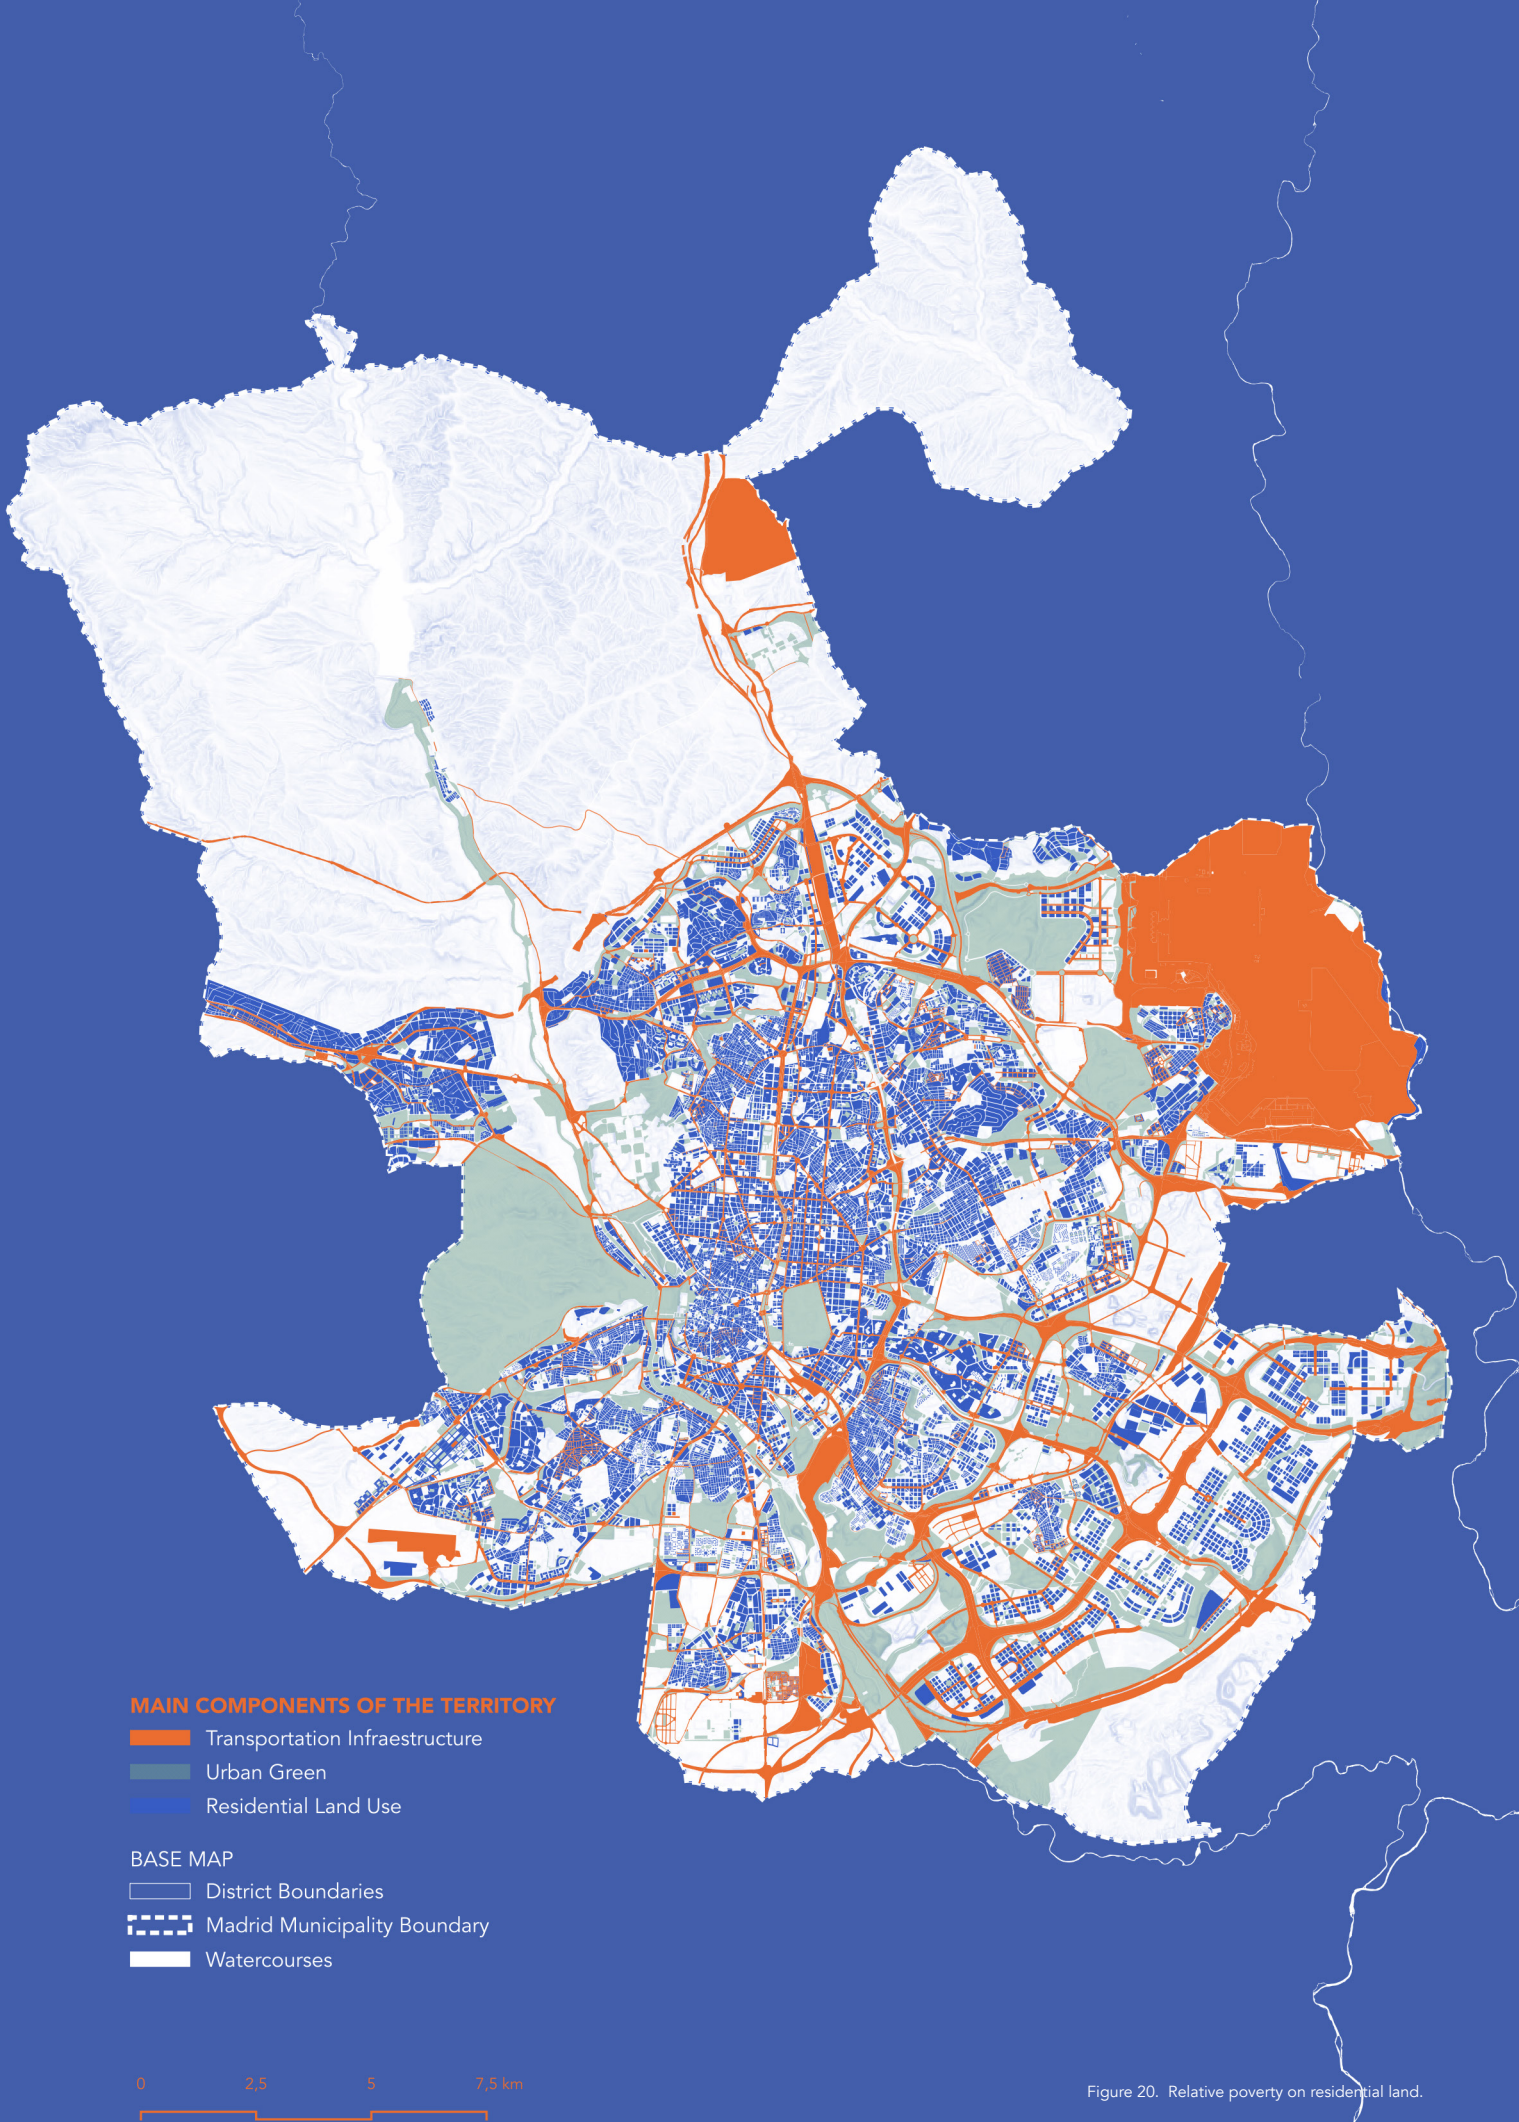 MAIN COMPONENTS OF THE TERRITORY
Transportation Infraestructure
Urban Green
Residential Land Use
BASE MAP
District Boundaries
Madrid Municipality Boundary
Watercourses
0 2,5 5 7,5 km
Figure 20. Relative poverty on residential land.